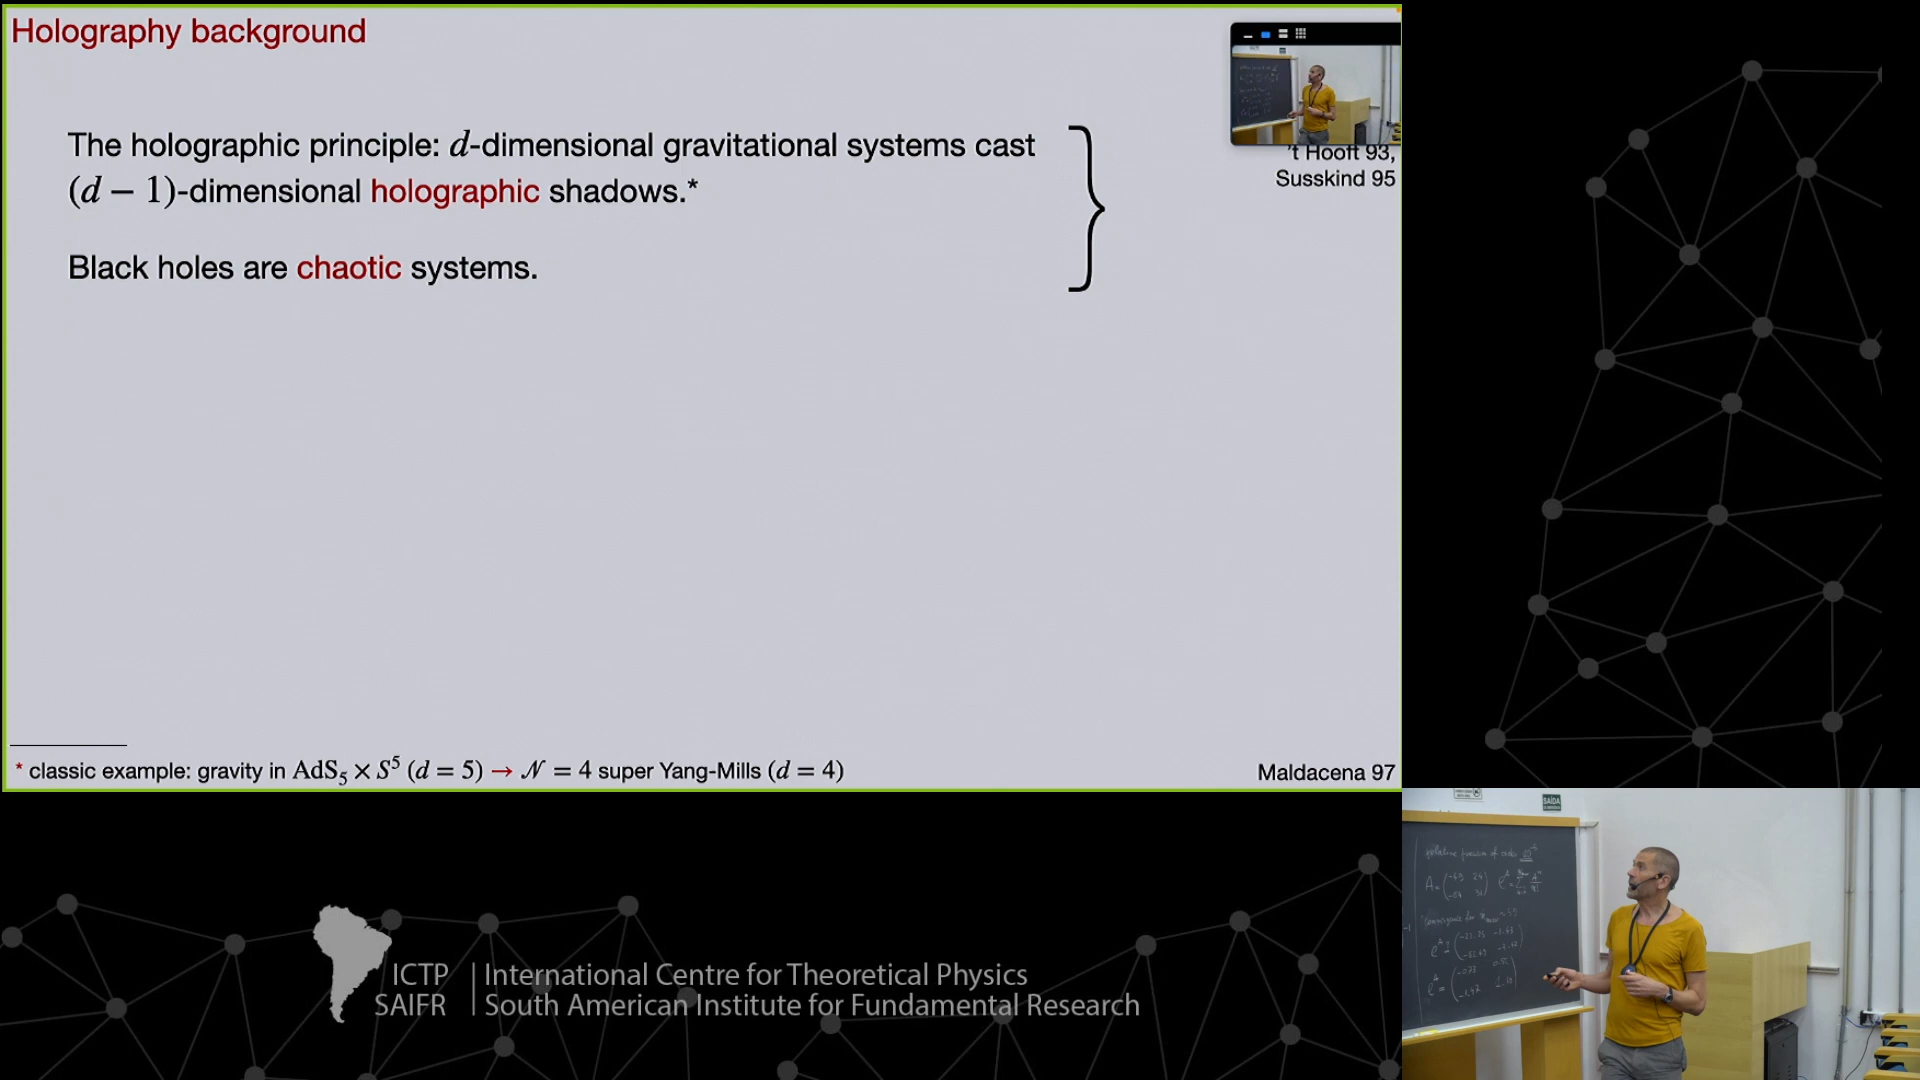 Holography background
The holographic principle: d-dimensional gravitational systems cast
(d − 1)-dimensional holographic shadows.*
't Hooft 93,
Susskind 95
Black holes are chaotic systems.
* classic example: gravity in AdS₅ × S⁵ (d = 5) → 𝒩 = 4 super Yang-Mills (d = 4)
Maldacena 97
ICTP | International Centre for Theoretical Physics
SAIFR | South American Institute for Fundamental Research
SAÍDA